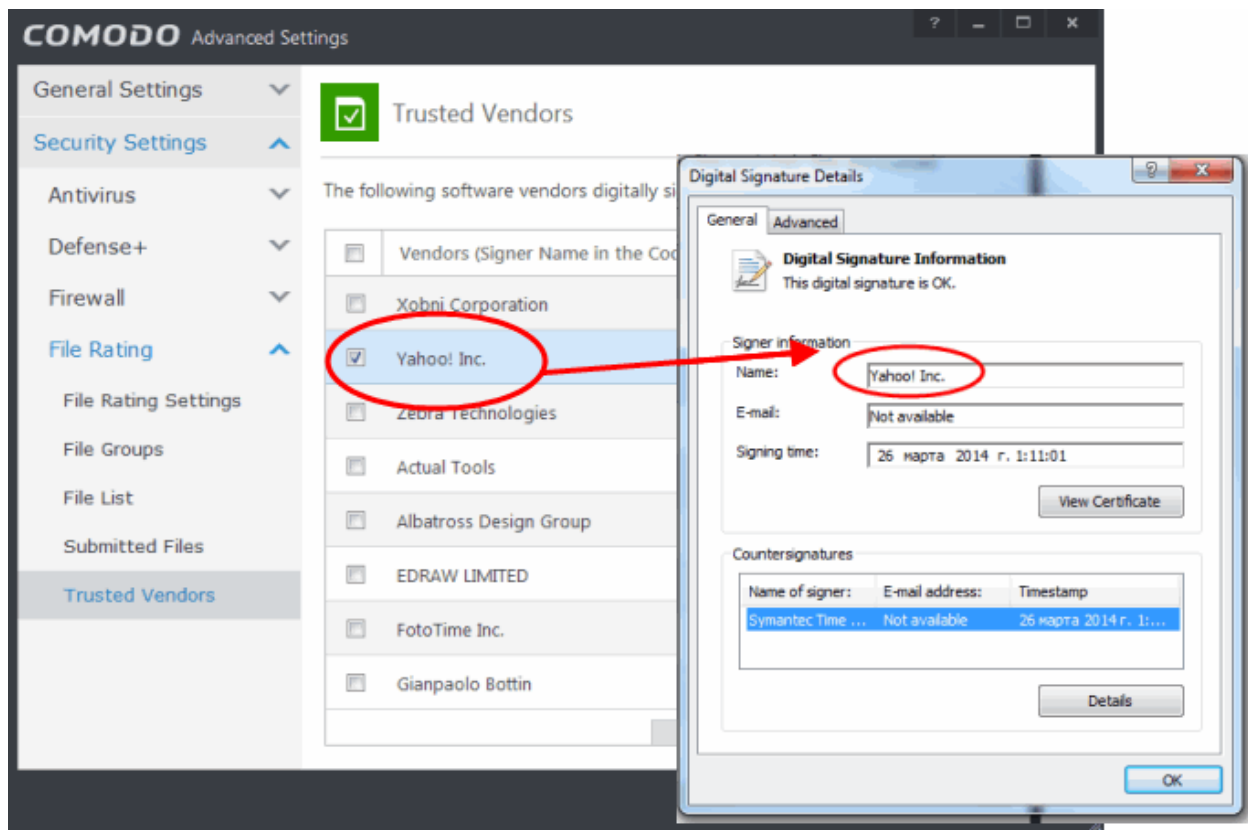 COMODO Advanced Settings
General Settings
Security Settings
Antivirus
Defense+
Firewall
File Rating
File Rating Settings
File Groups
File List
Submitted Files
Trusted Vendors
Trusted Vendors
The following software vendors digitally
Vendors (Signer Name in the
Xobni Corporation
Yahoo! Inc.
Zebra Technologies
Actual Tools
Albatross Design Group
EDRAW LIMITED
FotoTime Inc.
Gianpaolo Bottin
Digital Signature Details
General Advanced
Digital Signature Information
This digital signature is OK.
Signer information
Name: Yahoo! Inc.
E-mail: Not available
Signing time: 26 марта 2014 г. 1:11:01
View Certificate
Countersignatures
Name of signer: E-mail address: Timestamp
Symantec Time ... Not available 26 марта 2014 г. 1:...
Details
OK